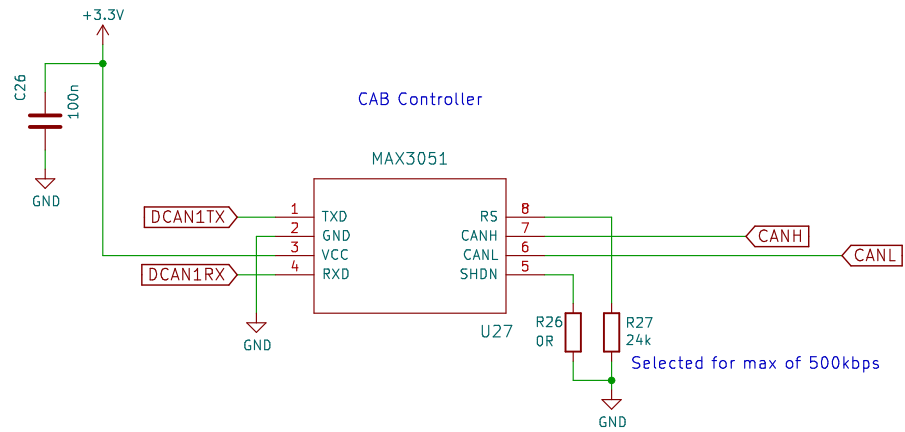 +3.3V
C26
100n
GND
CAB Controller
MAX3051
DCAN1TX
1
TXD
2
GND
3
VCC
DCAN1RX
4
RXD
RS
8
CANH
7
CANH
CANL
6
CANL
SHDN
5
GND
U27
R26
0R
R27
24k
Selected for max of 500kbps
GND